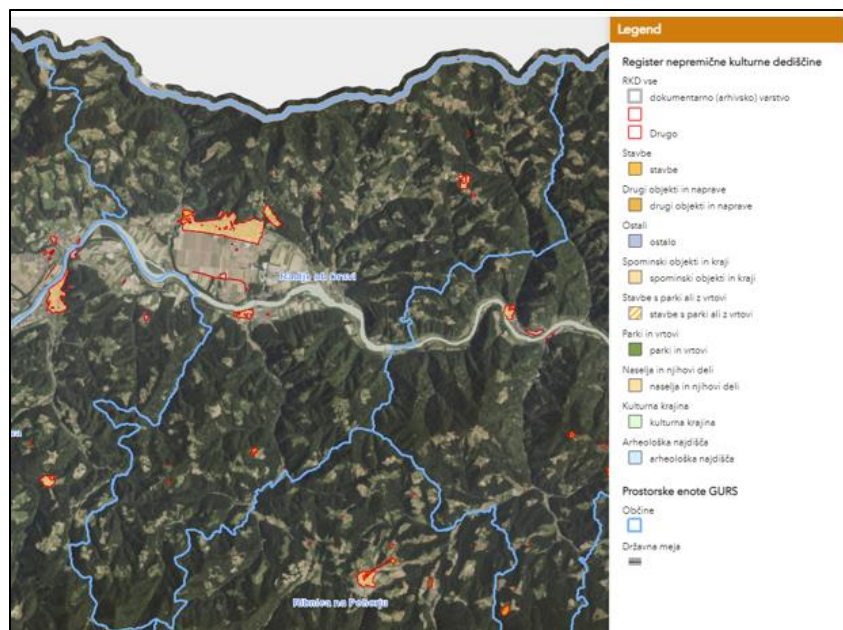 Legend
Register nepremične kulturne dediščine
RKD vse
dokumentarno (arhivsko) varstvo
Drugo
Stavbe
stavbe
Drugi objekti in naprave
drugi objekti in naprave
Ostali
ostalo
Spominski objekti in kraji
spominski objekti in kraji
Stavbe s parki ali z vrtovi
stavbe s parki ali z vrtovi
Parki in vrtovi
parki in vrtovi
Naselja in njihovi deli
naselja in njihovi deli
Kulturna krajina
kulturna krajina
Arheološka najdišča
arheološka najdišča
Prostorske enote GURS
Občine
Državna meja
Radlje ob Dravi
Ribnica na Pohorju